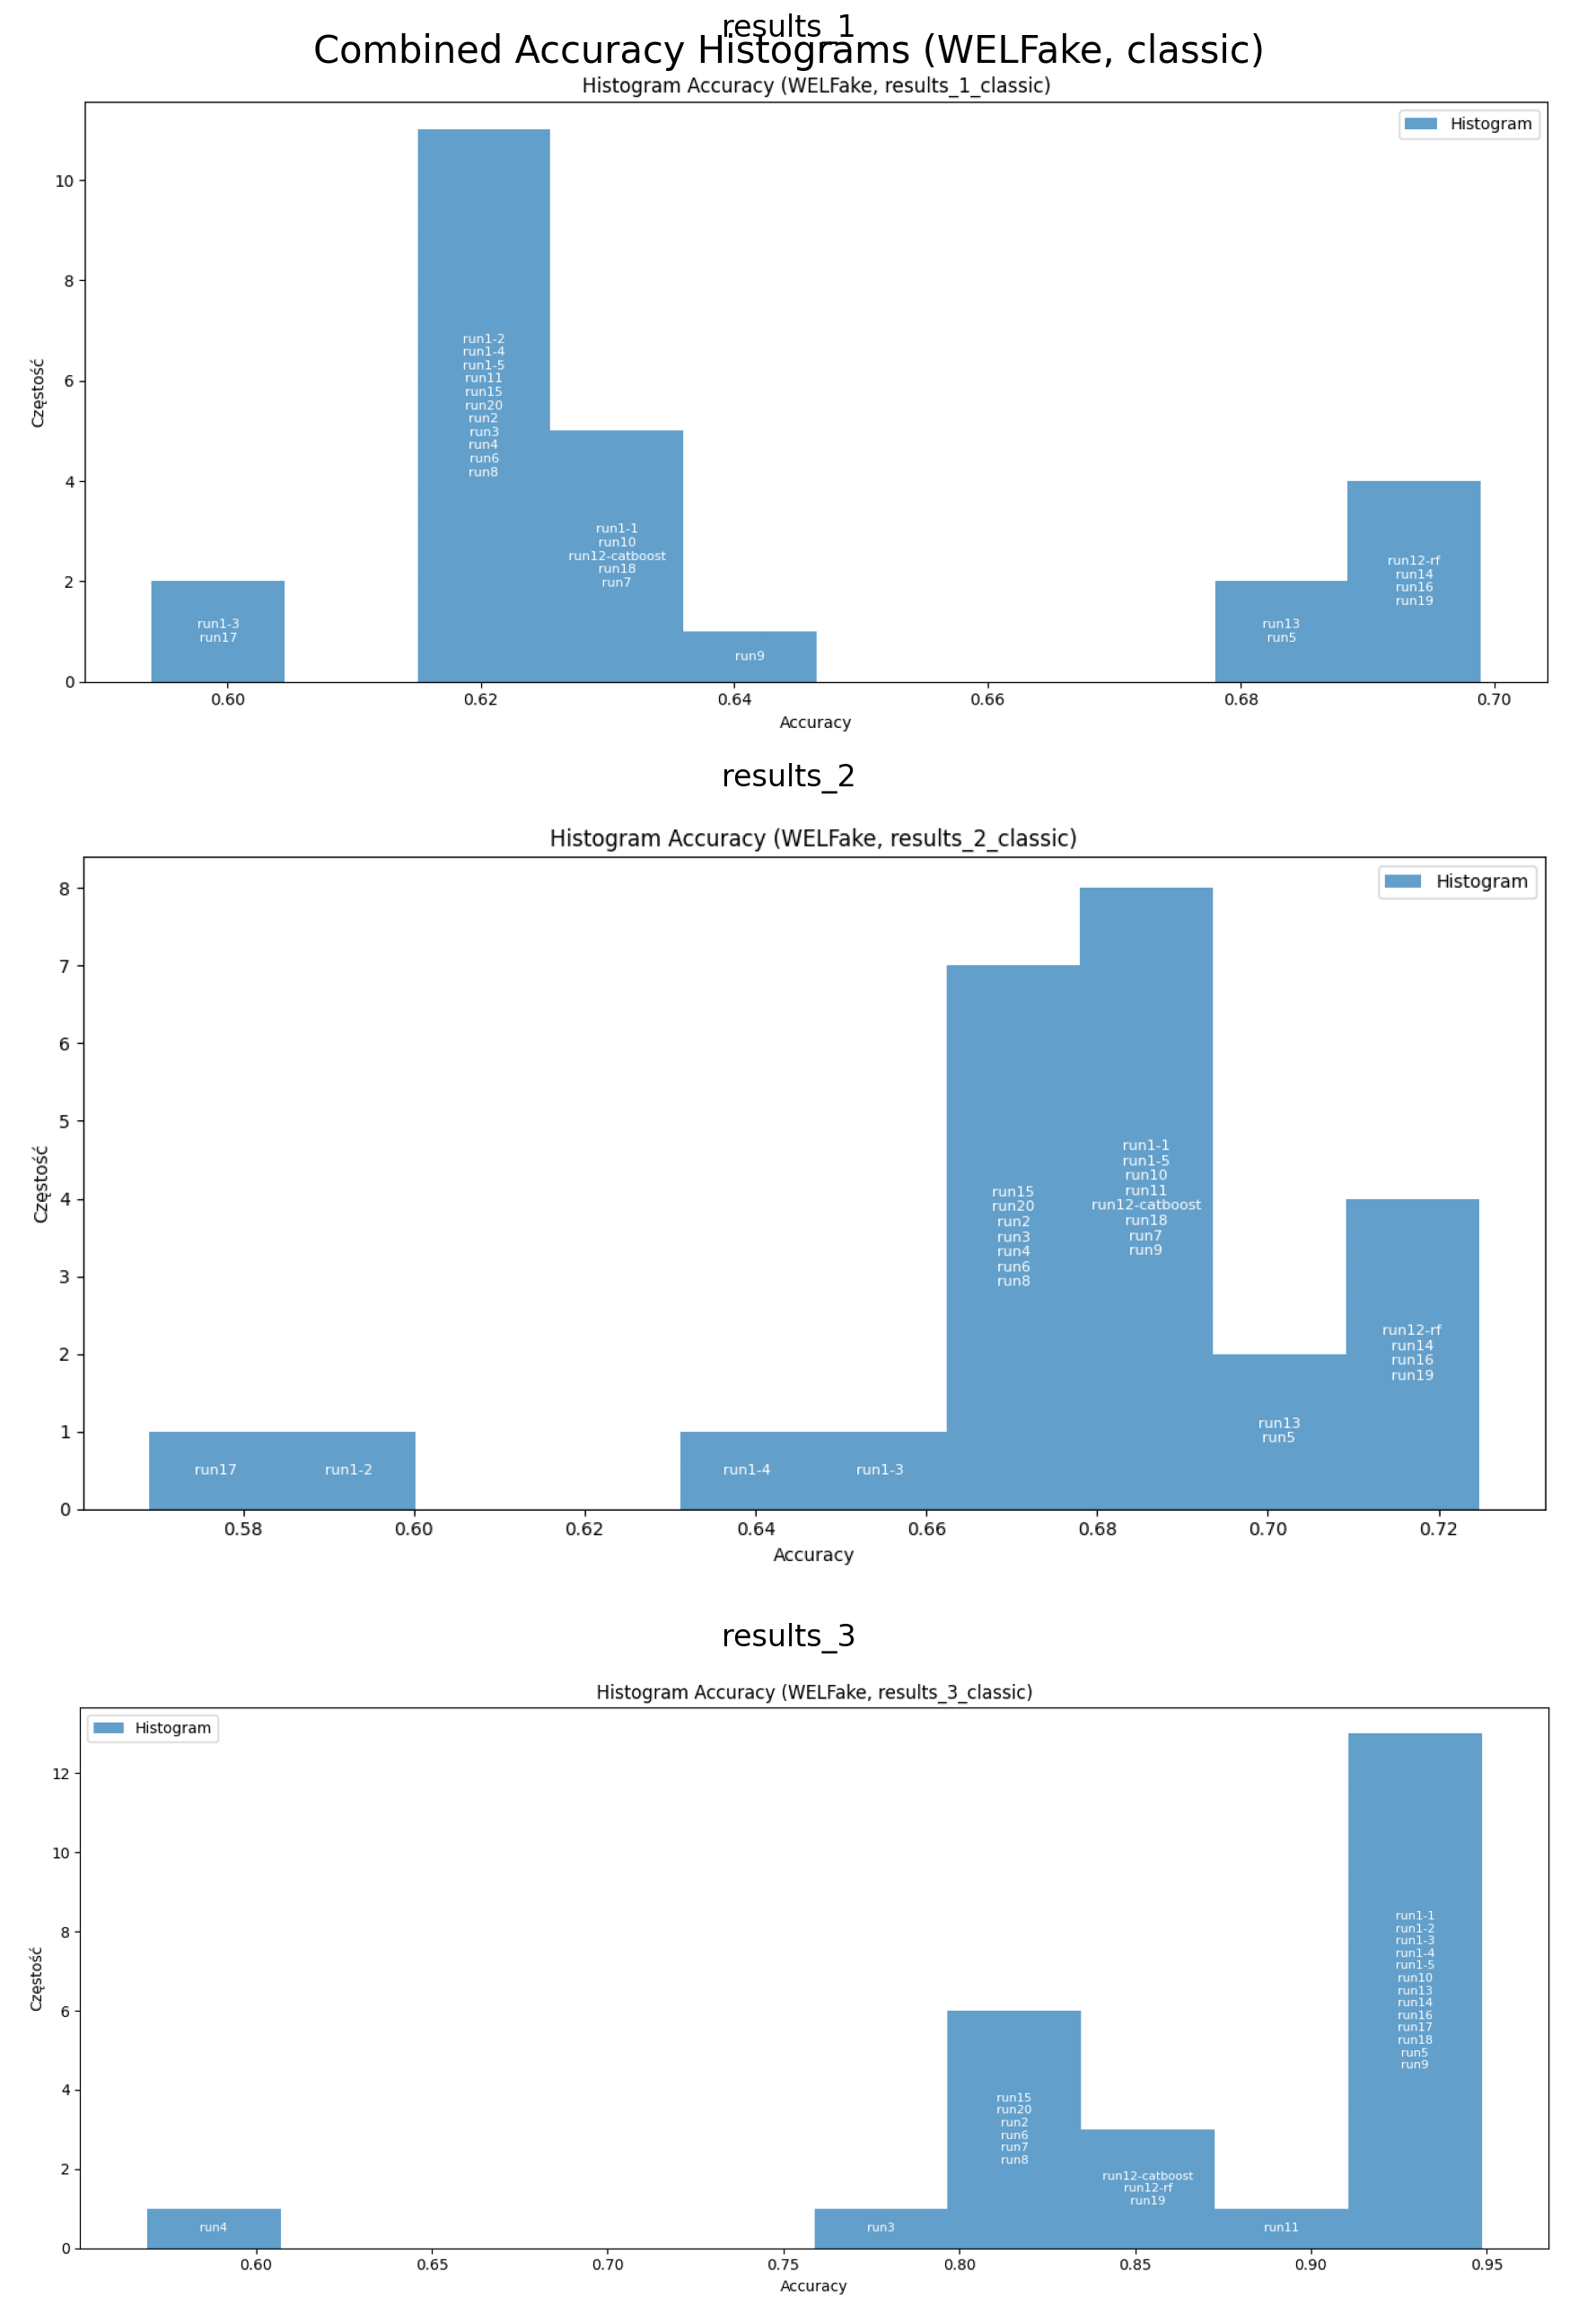 results_1
Combined Accuracy Histograms (WELFake, classic)
Histogram Accuracy (WELFake, results_1_classic)
Histogram
Częstość
10
8
6
4
2
0
run1-3
run17
run1-2
run1-4
run1-5
run11
run15
run20
run2
run3
run4
run6
run8
run1-1
run10
run12-catboost
run18
run7
run9
run13
run5
run12-rf
run14
run16
run19
0.60
0.62
0.64
0.66
0.68
0.70
Accuracy
results_2
Histogram Accuracy (WELFake, results_2_classic)
Histogram
Częstość
8
7
6
5
4
3
2
1
0
run17
run1-2
run1-4
run1-3
run15
run20
run2
run3
run4
run6
run8
run1-1
run1-5
run10
run11
run12-catboost
run18
run7
run9
run13
run5
run12-rf
run14
run16
run19
0.58
0.60
0.62
0.64
0.66
0.68
0.70
0.72
Accuracy
results_3
Histogram Accuracy (WELFake, results_3_classic)
Histogram
Częstość
12
10
8
6
4
2
0
run4
run3
run15
run20
run2
run6
run7
run8
run12-catboost
run12-rf
run19
run11
run1-1
run1-2
run1-3
run1-4
run1-5
run10
run13
run14
run16
run17
run18
run5
run9
0.60
0.65
0.70
0.75
0.80
0.85
0.90
0.95
Accuracy